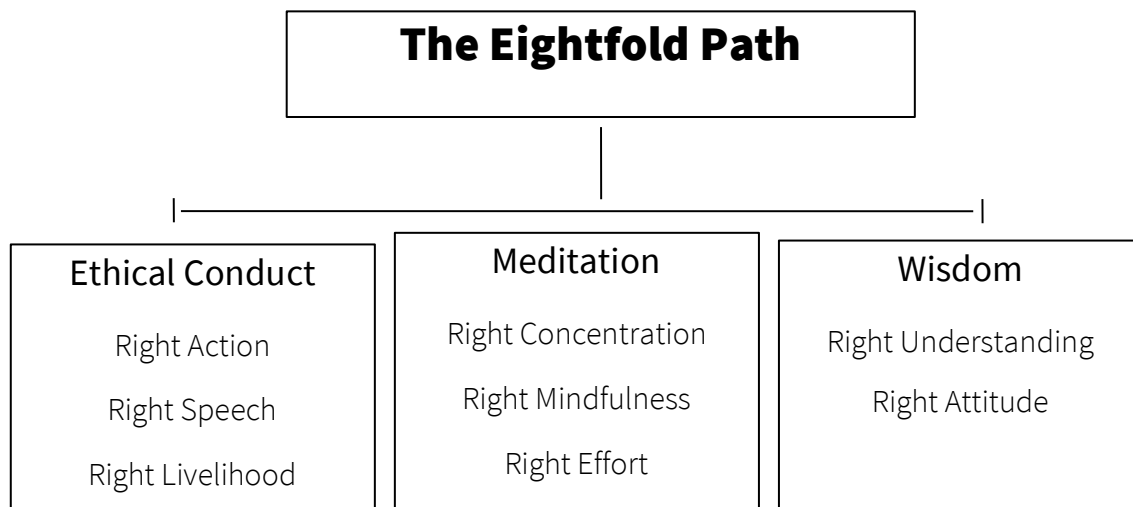 The Eightfold Path
Ethical Conduct
Right Action
Right Speech
Right Livelihood
Meditation
Right Concentration
Right Mindfulness
Right Effort
Wisdom
Right Understanding
Right Attitude